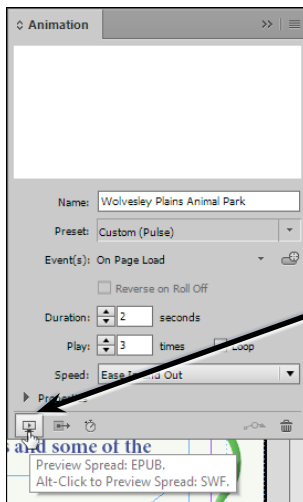 Animation
Name: Wolvesley Plains Animal Park
Preset: Custom (Pulse)
Event(s): On Page Load
Reverse on Roll Off
Duration: 2 seconds
Play: 3 times Loop
Speed: Ease In and Out
Properties
s and some of the
Preview Spread: EPUB.
Alt-Click to Preview Spread: SWF.